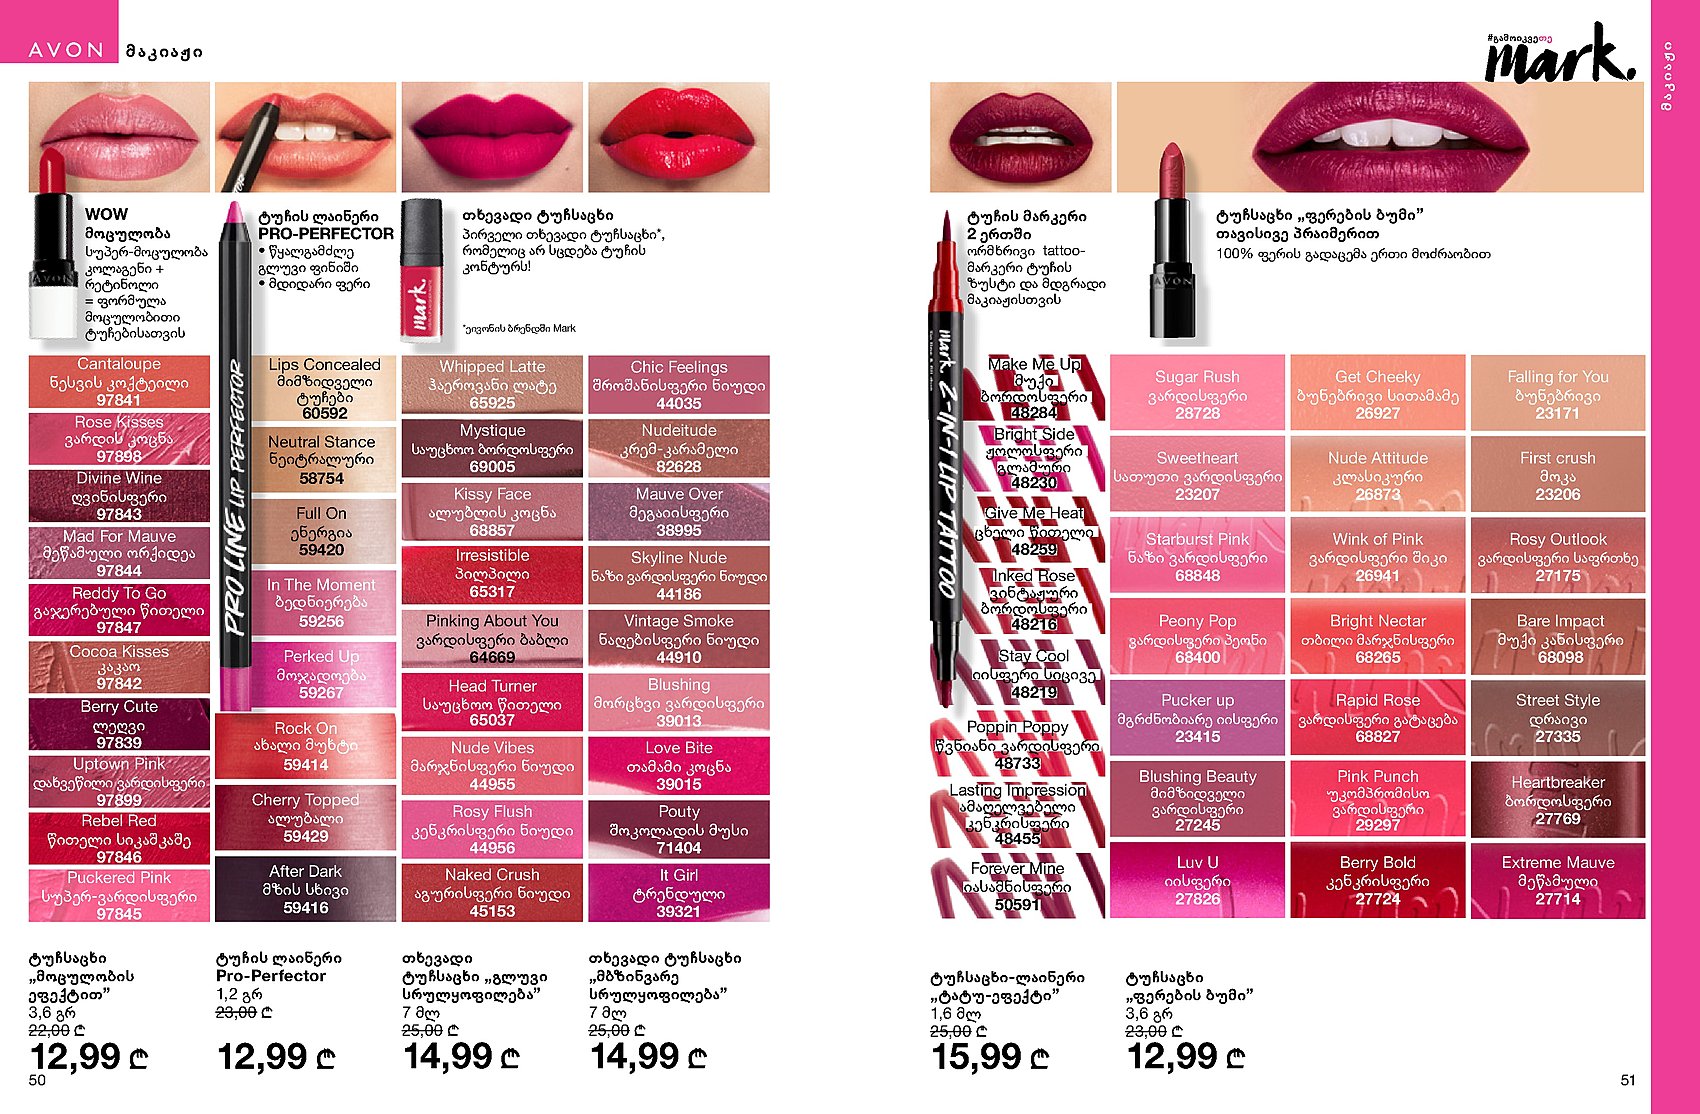 AVON მაკიაჟი
WOW
მოცულობა
სუპერ-მოცულობა
კოლაგენი +
რეტინოლი
= ფორმულა
მოცულობითი
ტუჩებისათვის
AVON
ტუჩის ლაინერი
PRO-PERFECTOR
• წყალგამძლე
გლუვი ფინიში
• მდიდარი ფერი
PRO LINE LIP PERFECTOR
თხევადი ტუჩსაცხი
პირველი თხევადი ტუჩსაცხი*,
რომელიც არ სცდება ტუჩის
კონტურს!
*ეივონის ბრენდში Mark
mark.
Cantaloupe
ნესვის კოქტეილი
97841
Rose Kisses
ვარდის კოცნა
97898
Divine Wine
ღვინისფერი
97843
Mad For Mauve
მეწამული ორქიდეა
97844
Reddy To Go
გაჯერებული წითელი
97847
Cocoa Kisses
კაკაო
97842
Berry Cute
ლეღვი
97839
Uptown Pink
დახვეწილი ვარდისფერი
97899
Rebel Red
წითელი სიკაშკაშე
97846
Puckered Pink
სუპერ-ვარდისფერი
97845
Lips Concealed
მიმზიდველი
ტუჩები
60592
Neutral Stance
ნეიტრალური
58754
Full On
ენერგია
59420
In The Moment
ბედნიერება
59256
Perked Up
მოჯადოება
59267
Rock On
ახალი მუხტი
59414
Cherry Topped
ალუბალი
59429
After Dark
მზის სხივი
59416
Whipped Latte
ჰაეროვანი ლატე
65925
Mystique
საუცხოო ბორდოსფერი
69005
Kissy Face
ალუბლის კოცნა
68857
Irresistible
პილპილი
65317
Pinking About You
ვარდისფერი ბაბლი
64669
Head Turner
საუცხოო წითელი
65037
Nude Vibes
მარჯნისფერი ნიუდი
44955
Rosy Flush
კენკრისფერი ნიუდი
44956
Naked Crush
აგურისფერი ნიუდი
45153
Chic Feelings
შროშანისფერი ნიუდი
44035
Nudeitude
კრემ-კარამელი
82628
Mauve Over
მეგაიისფერი
38995
Skyline Nude
ნაზი ვარდისფერი ნიუდი
44186
Vintage Smoke
ნაღებისფერი ნიუდი
44910
Blushing
მორცხვი ვარდისფერი
39013
Love Bite
თამამი კოცნა
39015
Pouty
შოკოლადის მუსი
71404
It Girl
ტრენდული
39321
ტუჩსაცხი
„მოცულობის
ეფექტით”
3,6 გრ
22,00 ₾
12,99 ₾
ტუჩის ლაინერი
Pro-Perfector
1,2 გრ
23,00 ₾
12,99 ₾
თხევადი
ტუჩსაცხი „გლუვი
სრულყოფილება”
7 მლ
25,00 ₾
14,99 ₾
თხევადი ტუჩსაცხი
„მბზინვარე
სრულყოფილება”
7 მლ
25,00 ₾
14,99 ₾
50
#გამოიკვეთე
mark.
მაკიაჟი
ტუჩის მარკერი
2 ერთში
ორმხრივი tattoo-
მარკერი ტუჩის
ზუსტი და მდგრადი
მაკიაჟისთვის
mark. 2-IN-1 LIP TATTOO
ტუჩსაცხი „ფერების ბუმი”
თავისივე პრაიმერით
100% ფერის გადაცემა ერთი მოძრაობით
AVON
Make Me Up
მუქი
ბორდოსფერი
48284
Bright Side
ჟოლოსფერი
გლამური
48230
Give Me Heat
ცხელი წითელი
48259
Inked Rose
ვინტაჟური
ბორდოსფერი
48216
Stay Cool
იისფერი სიცივე
48219
Poppin Poppy
წვნიანი ვარდისფერი
48733
Lasting Impression
ამაღელვებელი
კენკრისფერი
48455
Forever Mine
იასამნისფერი
50591
Sugar Rush
ვარდისფერი
28728
Sweetheart
სათუთი ვარდისფერი
23207
Starburst Pink
ნაზი ვარდისფერი
68848
Peony Pop
ვარდისფერი პეონი
68400
Pucker up
მგრძნობიარე იისფერი
23415
Blushing Beauty
მიმზიდველი
ვარდისფერი
27245
Luv U
იისფერი
27826
Get Cheeky
ბუნებრივი სითამამე
26927
Nude Attitude
კლასიკური
26873
Wink of Pink
ვარდისფერი შიკი
26941
Bright Nectar
თბილი მარჯნისფერი
68265
Rapid Rose
ვარდისფერი გატაცება
68827
Pink Punch
უკომპრომისო
ვარდისფერი
29297
Berry Bold
კენკრისფერი
27724
Falling for You
ბუნებრივი
23171
First crush
მოკა
23206
Rosy Outlook
ვარდისფერი საფრთხე
27175
Bare Impact
მუქი კანისფერი
68098
Street Style
დრაივი
27335
Heartbreaker
ბორდოსფერი
27769
Extreme Mauve
მეწამული
27714
ტუჩსაცხი-ლაინერი
„ტატუ-ეფექტი”
1,6 მლ
25,00 ₾
15,99 ₾
ტუჩსაცხი
„ფერების ბუმი”
3,6 გრ
23,00 ₾
12,99 ₾
51